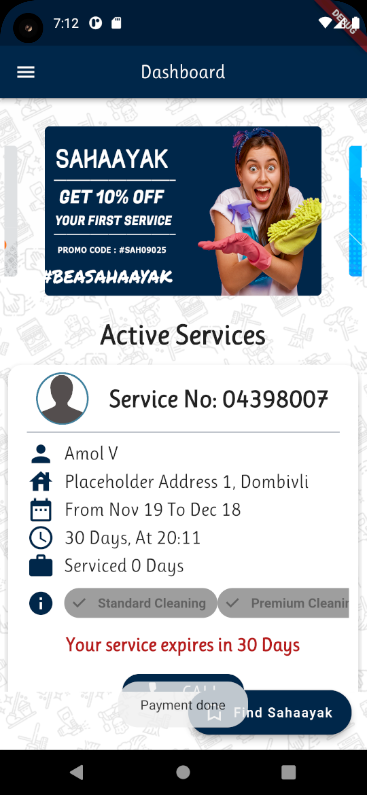 7:12
DEBUG
Dashboard
SAHAAYAK
GET 10% OFF
YOUR FIRST SERVICE
PROMO CODE : #SAH09025
#BEASAHAAYAK
Active Services
Service No: 04398007
Amol V
Placeholder Address 1, Dombivli
From Nov 19 To Dec 18
30 Days, At 20:11
Serviced 0 Days
Standard Cleaning
Premium Cleanin
Your service expires in 30 Days
CALL
Payment done
Find Sahaayak